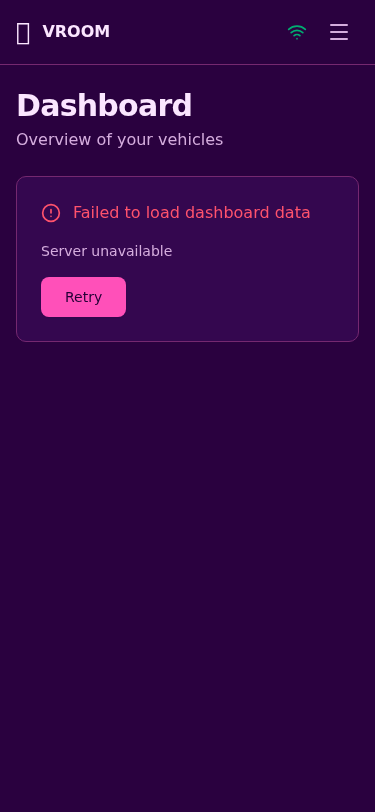 VROOM
Dashboard
Overview of your vehicles
Failed to load dashboard data
Server unavailable
Retry